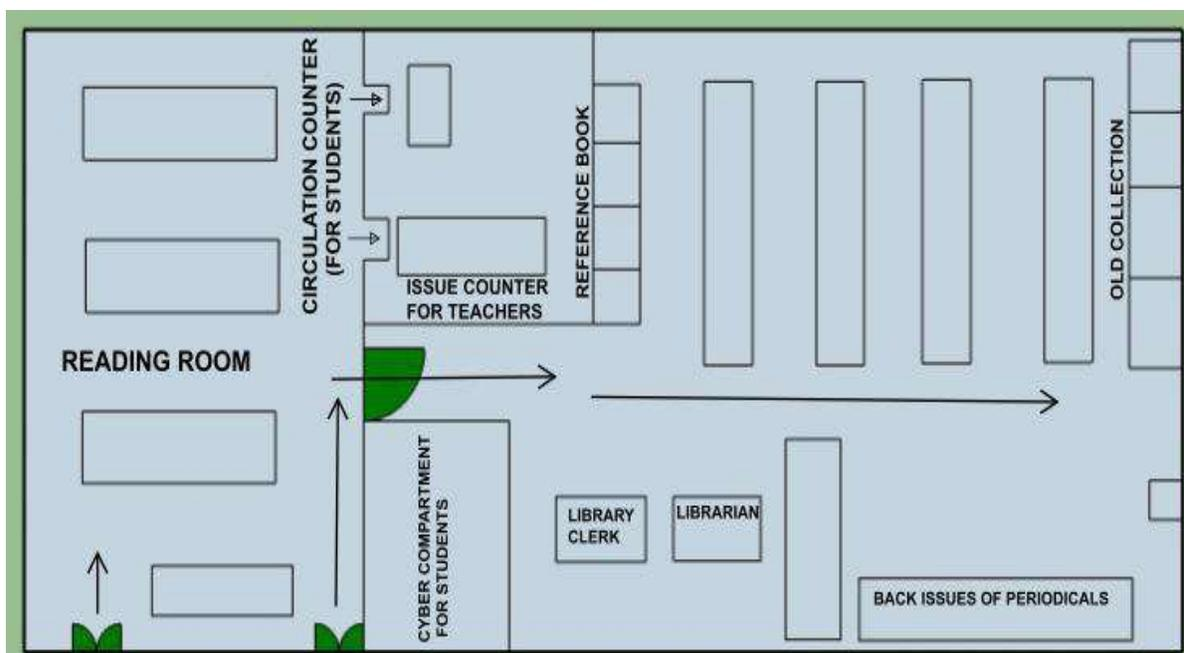 CIRCULATION COUNTER
(FOR STUDENTS)
READING ROOM
ISSUE COUNTER
FOR TEACHERS
REFERENCE BOOK
OLD COLLECTION
CYBER COMPARTMENT
FOR STUDENTS
LIBRARY
CLERK
LIBRARIAN
BACK ISSUES OF PERIODICALS